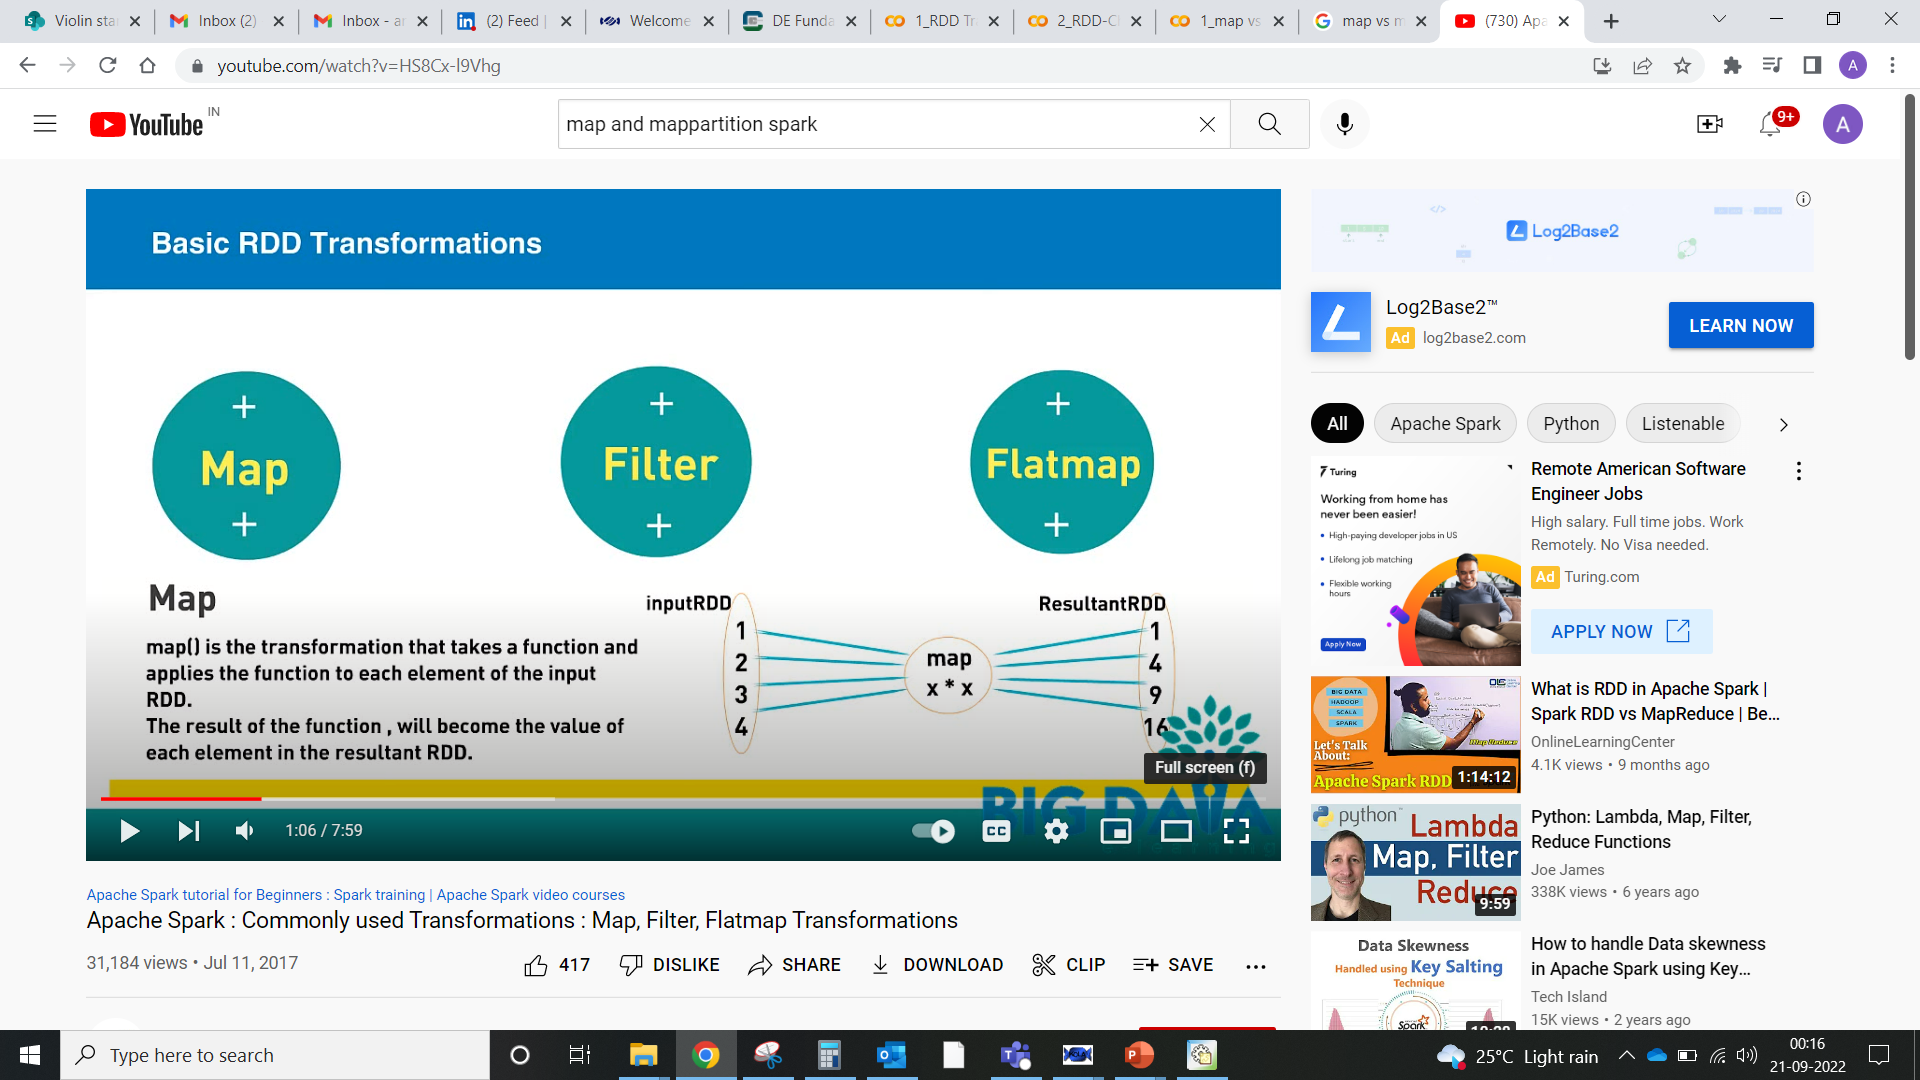 Violin sta
Inbox (2)
Inbox - ar
(2) Feed |
Welcome
DE Funda
1_RDD Tr
2_RDD-C
1_map vs
map vs m
(730) Apa
youtube.com/watch?v=HS8Cx-l9Vhg
YouTube IN
map and mappartition spark
9+
A
Basic RDD Transformations
Map
Filter
Flatmap
Map
map() is the transformation that takes a function and
applies the function to each element of the input
RDD.
The result of the function , will become the value of
each element in the resultant RDD.
inputRDD
1
2
3
4
map
x * x
ResultantRDD
1
4
9
16
Full screen (f)
BIG DATA
1:06 / 7:59
CC
Apache Spark tutorial for Beginners : Spark training | Apache Spark video courses
Apache Spark : Commonly used Transformations : Map, Filter, Flatmap Transformations
31,184 views • Jul 11, 2017
417
DISLIKE
SHARE
DOWNLOAD
CLIP
SAVE
Log2Base2
Log2Base2™
Ad log2base2.com
LEARN NOW
All
Apache Spark
Python
Listenable
Turing
Working from home has
never been easier!
• High-paying developer jobs in US
• Lifelong job matching
• Flexible working
hours
Apply Now
Remote American Software
Engineer Jobs
High salary. Full time jobs. Work
Remotely. No Visa needed.
Ad Turing.com
APPLY NOW
BIG DATA
HADOOP
SCALA
SPARK
Let's Talk
About:
Apache Spark RDD
Map Reduce
1:14:12
What is RDD in Apache Spark |
Spark RDD vs MapReduce | Be...
OnlineLearningCenter
4.1K views • 9 months ago
python™
Lambda
Map, Filter
Reduce
9:59
Python: Lambda, Map, Filter,
Reduce Functions
Joe James
338K views • 6 years ago
Data Skewness
Handled using Key Salting
Technique
Spark
How to handle Data skewness
in Apache Spark using Key...
Tech Island
15K views • 2 years ago
Type here to search
25°C Light rain
00:16
21-09-2022